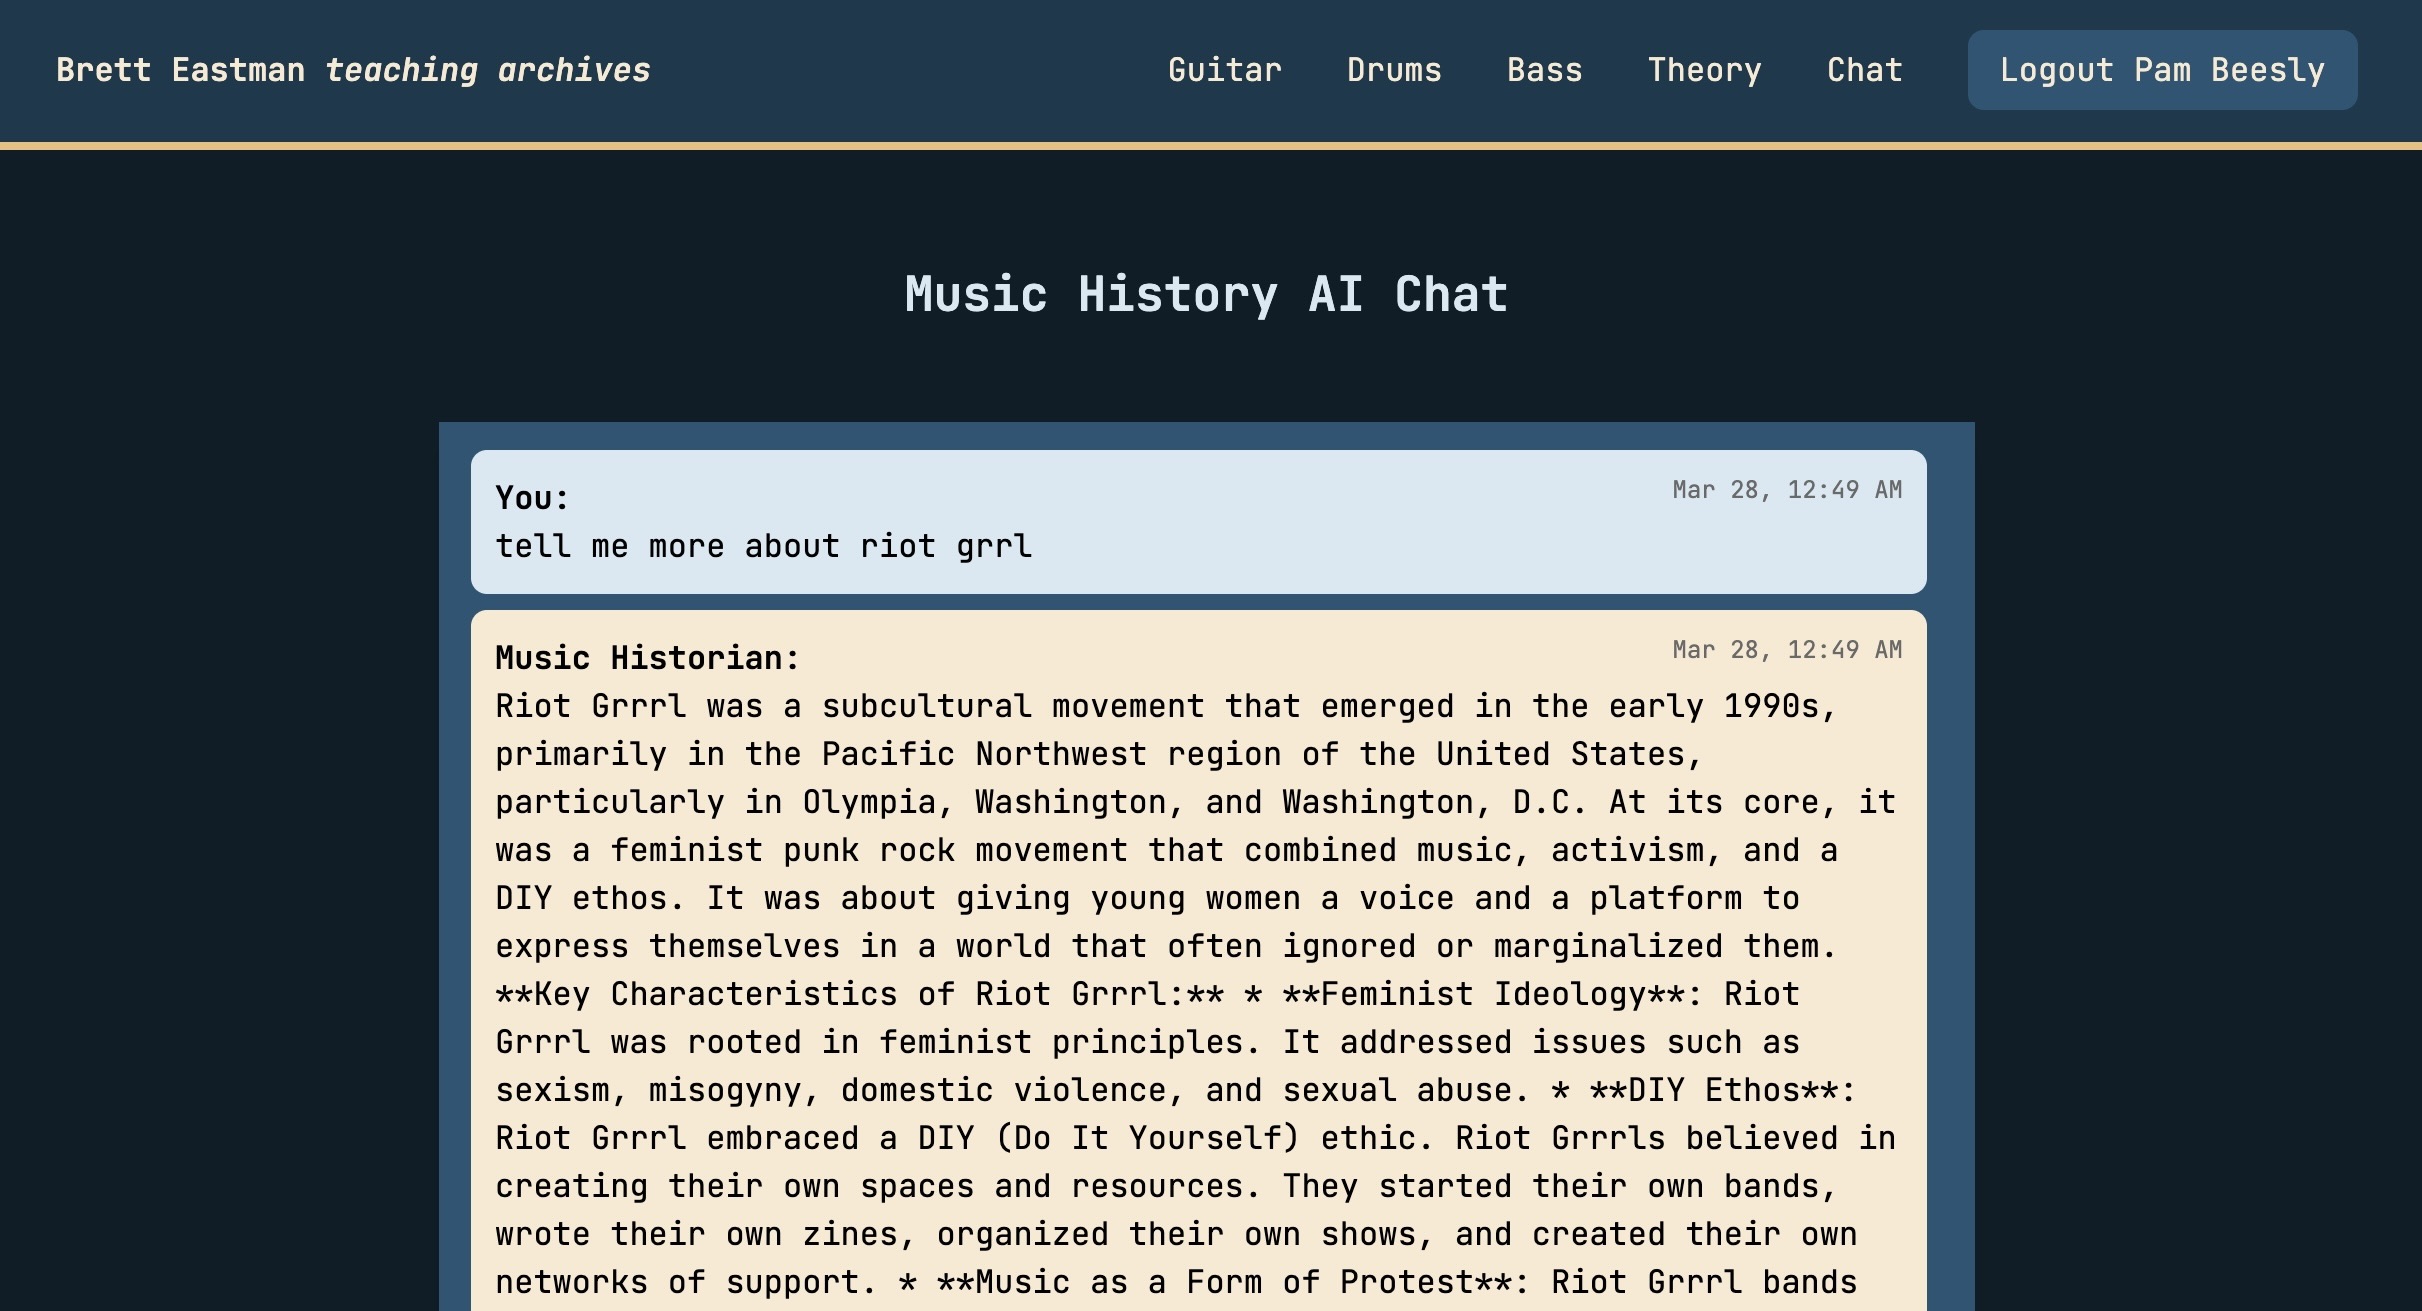 Brett Eastman teaching archives
Guitar Drums Bass Theory Chat Logout Pam Beesly
Music History AI Chat
You: Mar 28, 12:49 AM
tell me more about riot grrl
Music Historian: Mar 28, 12:49 AM
Riot Grrrl was a subcultural movement that emerged in the early 1990s,
primarily in the Pacific Northwest region of the United States,
particularly in Olympia, Washington, and Washington, D.C. At its core, it
was a feminist punk rock movement that combined music, activism, and a
DIY ethos. It was about giving young women a voice and a platform to
express themselves in a world that often ignored or marginalized them.
**Key Characteristics of Riot Grrrl:** * **Feminist Ideology**: Riot
Grrrl was rooted in feminist principles. It addressed issues such as
sexism, misogyny, domestic violence, and sexual abuse. * **DIY Ethos**:
Riot Grrrl embraced a DIY (Do It Yourself) ethic. Riot Grrrls believed in
creating their own spaces and resources. They started their own bands,
wrote their own zines, organized their own shows, and created their own
networks of support. * **Music as a Form of Protest**: Riot Grrrl bands